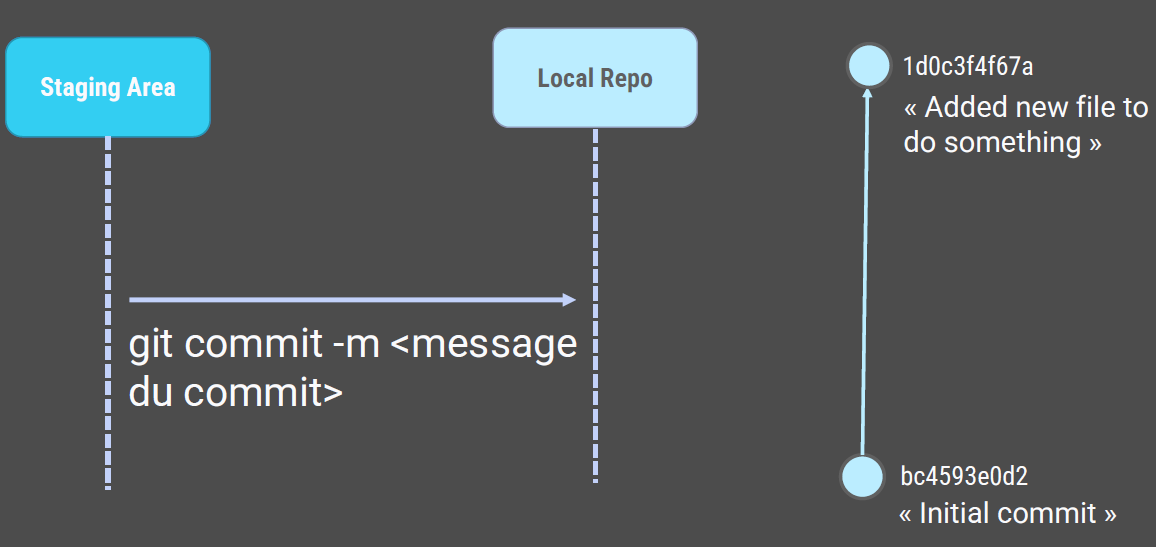 Staging Area
Local Repo
git commit -m <message
du commit>
1d0c3f4f67a
« Added new file to
do something »
bc4593e0d2
« Initial commit »